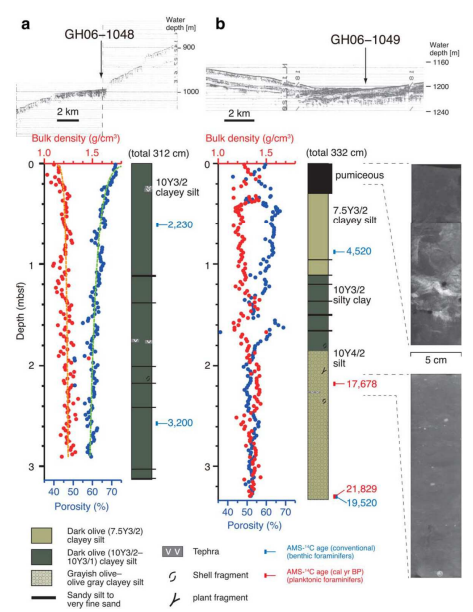 a
GH06–1048
Water
depth [m]
900
1000
2 km
b
GH06–1049
Water
depth [m]
1160
1200
1240
2 km
Bulk density (g/cm³)
1.0
1.5
(total 312 cm)
0
1
2
3
Depth (mbsf)
10Y3/2
clayey silt
2,230
3,200
40
50
60
70
Porosity (%)
Bulk density (g/cm³)
1.0
1.5
(total 332 cm)
0
1
2
3
pumiceous
7.5Y3/2
clayey silt
4,520
10Y3/2
silty clay
10Y4/2
silt
17,678
21,829
19,520
40
50
60
70
Porosity (%)
5 cm
Dark olive (7.5Y3/2)
clayey silt
Dark olive (10Y3/2–
10Y3/1) clayey silt
Grayish olive–
olive gray clayey silt
Sandy silt to
very fine sand
V V
Tephra
Shell fragment
plant fragment
AMS-¹⁴C age (conventional)
(benthic foraminifers)
AMS-¹⁴C age (cal yr BP)
(planktonic foraminifers)